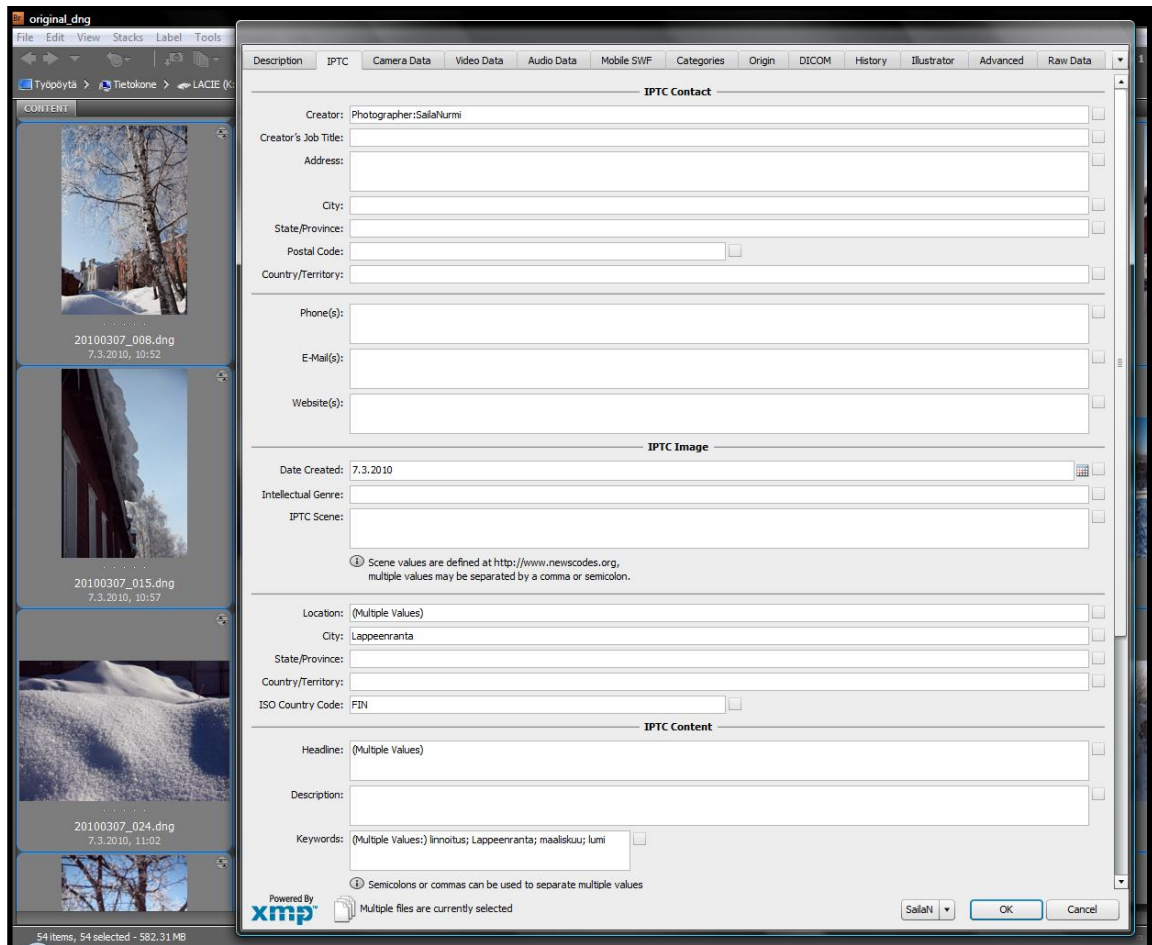 Br original_dng
File Edit View Stacks Label Tools
Työpöytä > Tietokone > LACIE (K:
CONTENT
20100307_008.dng
7.3.2010, 10:52
20100307_015.dng
7.3.2010, 10:57
20100307_024.dng
7.3.2010, 11:02
54 items, 54 selected - 582.31 MB
Description IPTC Camera Data Video Data Audio Data Mobile SWF Categories Origin DICOM History Illustrator Advanced Raw Data
IPTC Contact
Creator: Photographer:SailaNurmi
Creator's Job Title:
Address:
City:
State/Province:
Postal Code:
Country/Territory:
Phone(s):
E-Mail(s):
Website(s):
IPTC Image
Date Created: 7.3.2010
Intellectual Genre:
IPTC Scene:
Scene values are defined at http://www.newscodes.org,
multiple values may be separated by a comma or semicolon.
Location: (Multiple Values)
City: Lappeenranta
State/Province:
Country/Territory:
ISO Country Code: FIN
IPTC Content
Headline: (Multiple Values)
Description:
Keywords: (Multiple Values:) linnoitus; Lappeenranta; maaliskuu; lumi
Semicolons or commas can be used to separate multiple values
Powered By
xmp™
Multiple files are currently selected
SailaN OK Cancel